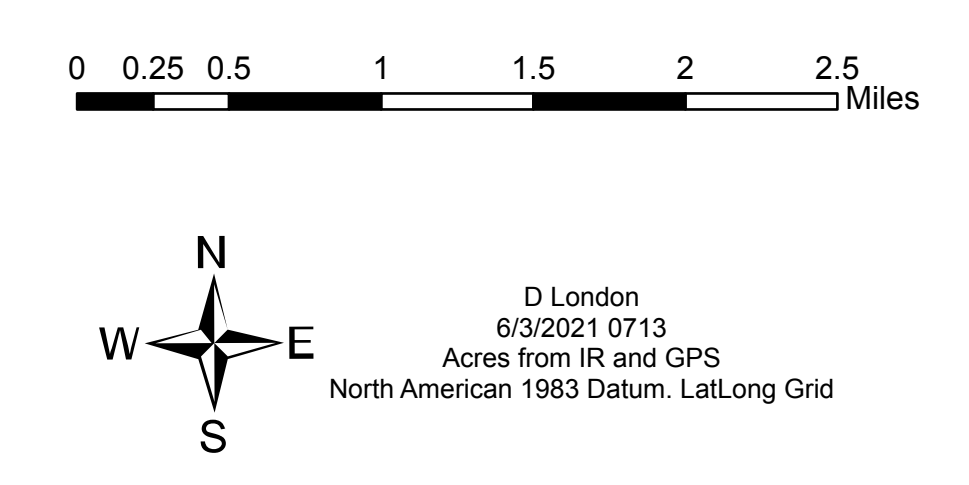 0 0.25 0.5 1 1.5 2 2.5
Miles
N
W E
S
D London
6/3/2021 0713
Acres from IR and GPS
North American 1983 Datum. LatLong Grid